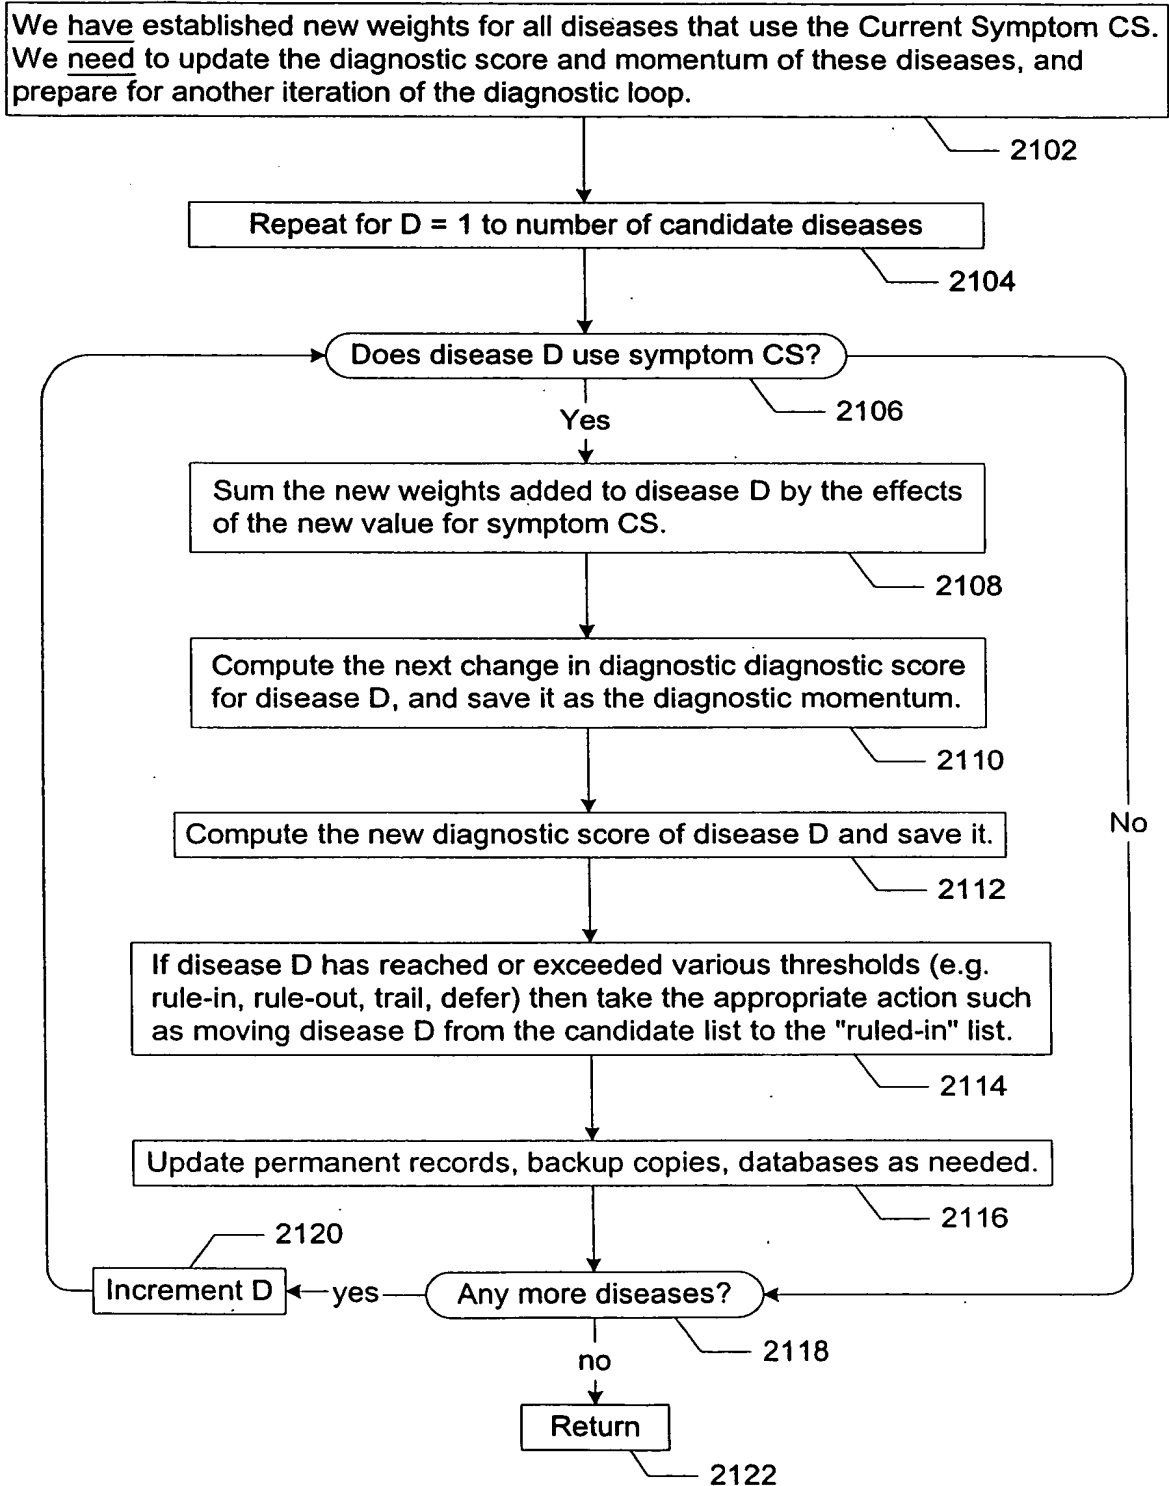 We have established new weights for all diseases that use the Current Symptom CS.
We need to update the diagnostic score and momentum of these diseases, and
prepare for another iteration of the diagnostic loop.
2102
Repeat for D = 1 to number of candidate diseases
2104
Does disease D use symptom CS?
2106
Yes
Sum the new weights added to disease D by the effects
of the new value for symptom CS.
2108
Compute the next change in diagnostic diagnostic score
for disease D, and save it as the diagnostic momentum.
2110
No
Compute the new diagnostic score of disease D and save it.
2112
If disease D has reached or exceeded various thresholds (e.g.
rule-in, rule-out, trail, defer) then take the appropriate action such
as moving disease D from the candidate list to the "ruled-in" list.
2114
Update permanent records, backup copies, databases as needed.
2116
2120
Increment D
yes
Any more diseases?
2118
no
Return
2122